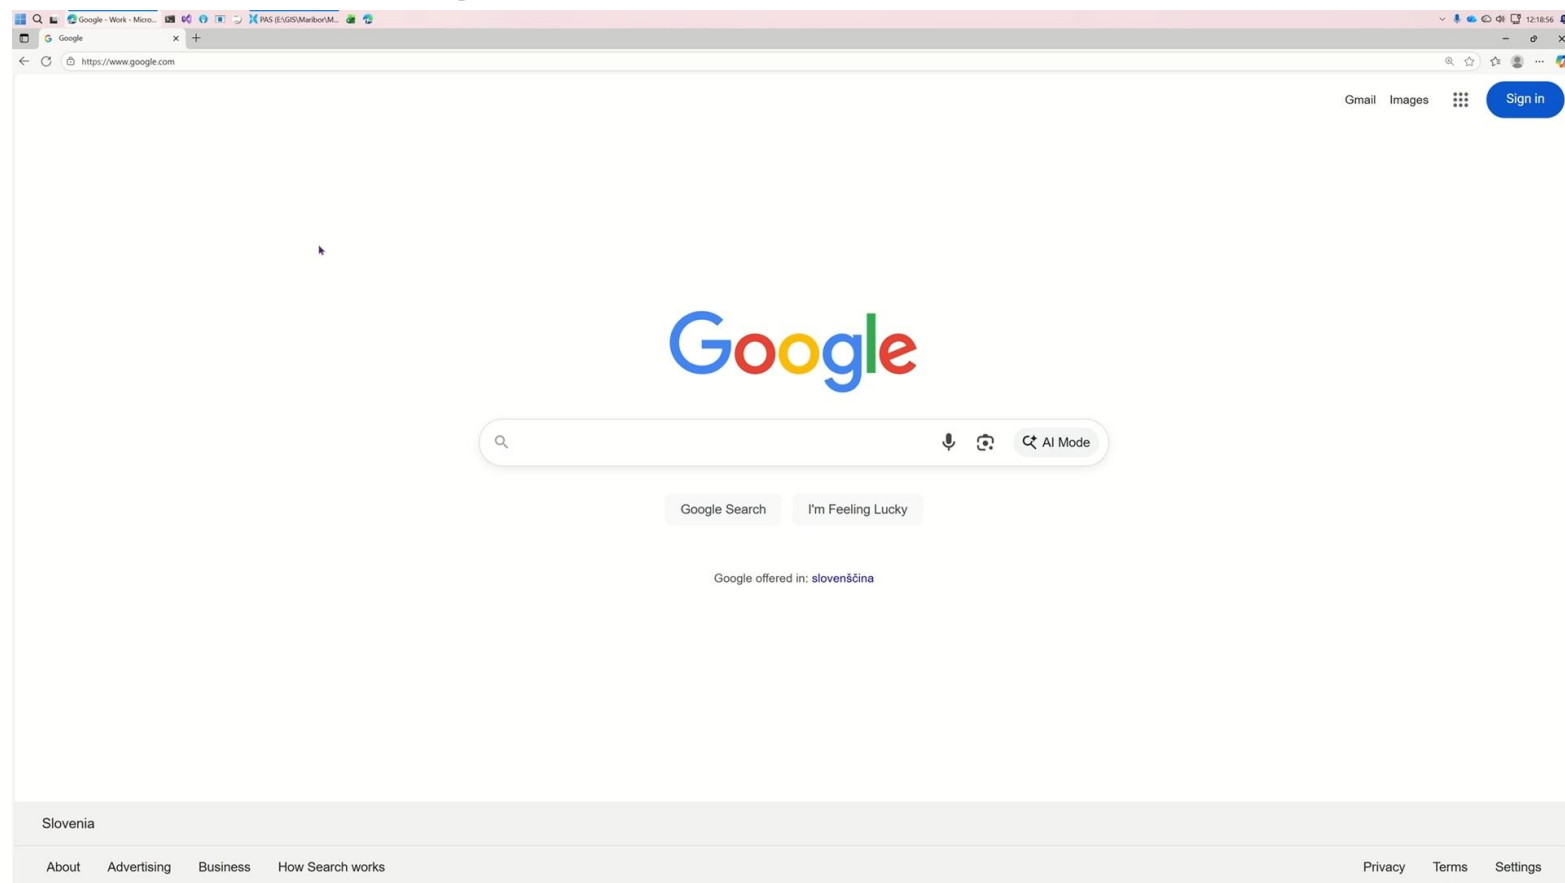 Google - Work - Micro...
PAS (E:\GIS\Maribor\M...
12:18:56
Google
https://www.google.com
Gmail Images Sign in
Google
AI Mode
Google Search I'm Feeling Lucky
Google offered in: slovenščina
Slovenia
About Advertising Business How Search works Privacy Terms Settings